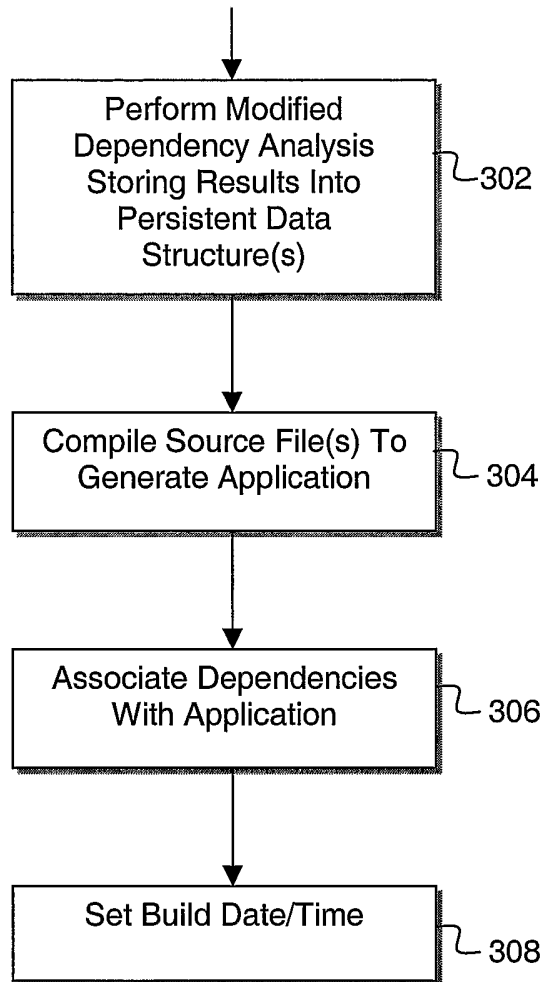 Perform Modified
Dependency Analysis
Storing Results Into
Persistent Data
Structure(s)
302
Compile Source File(s) To
Generate Application
304
Associate Dependencies
With Application
306
Set Build Date/Time
308